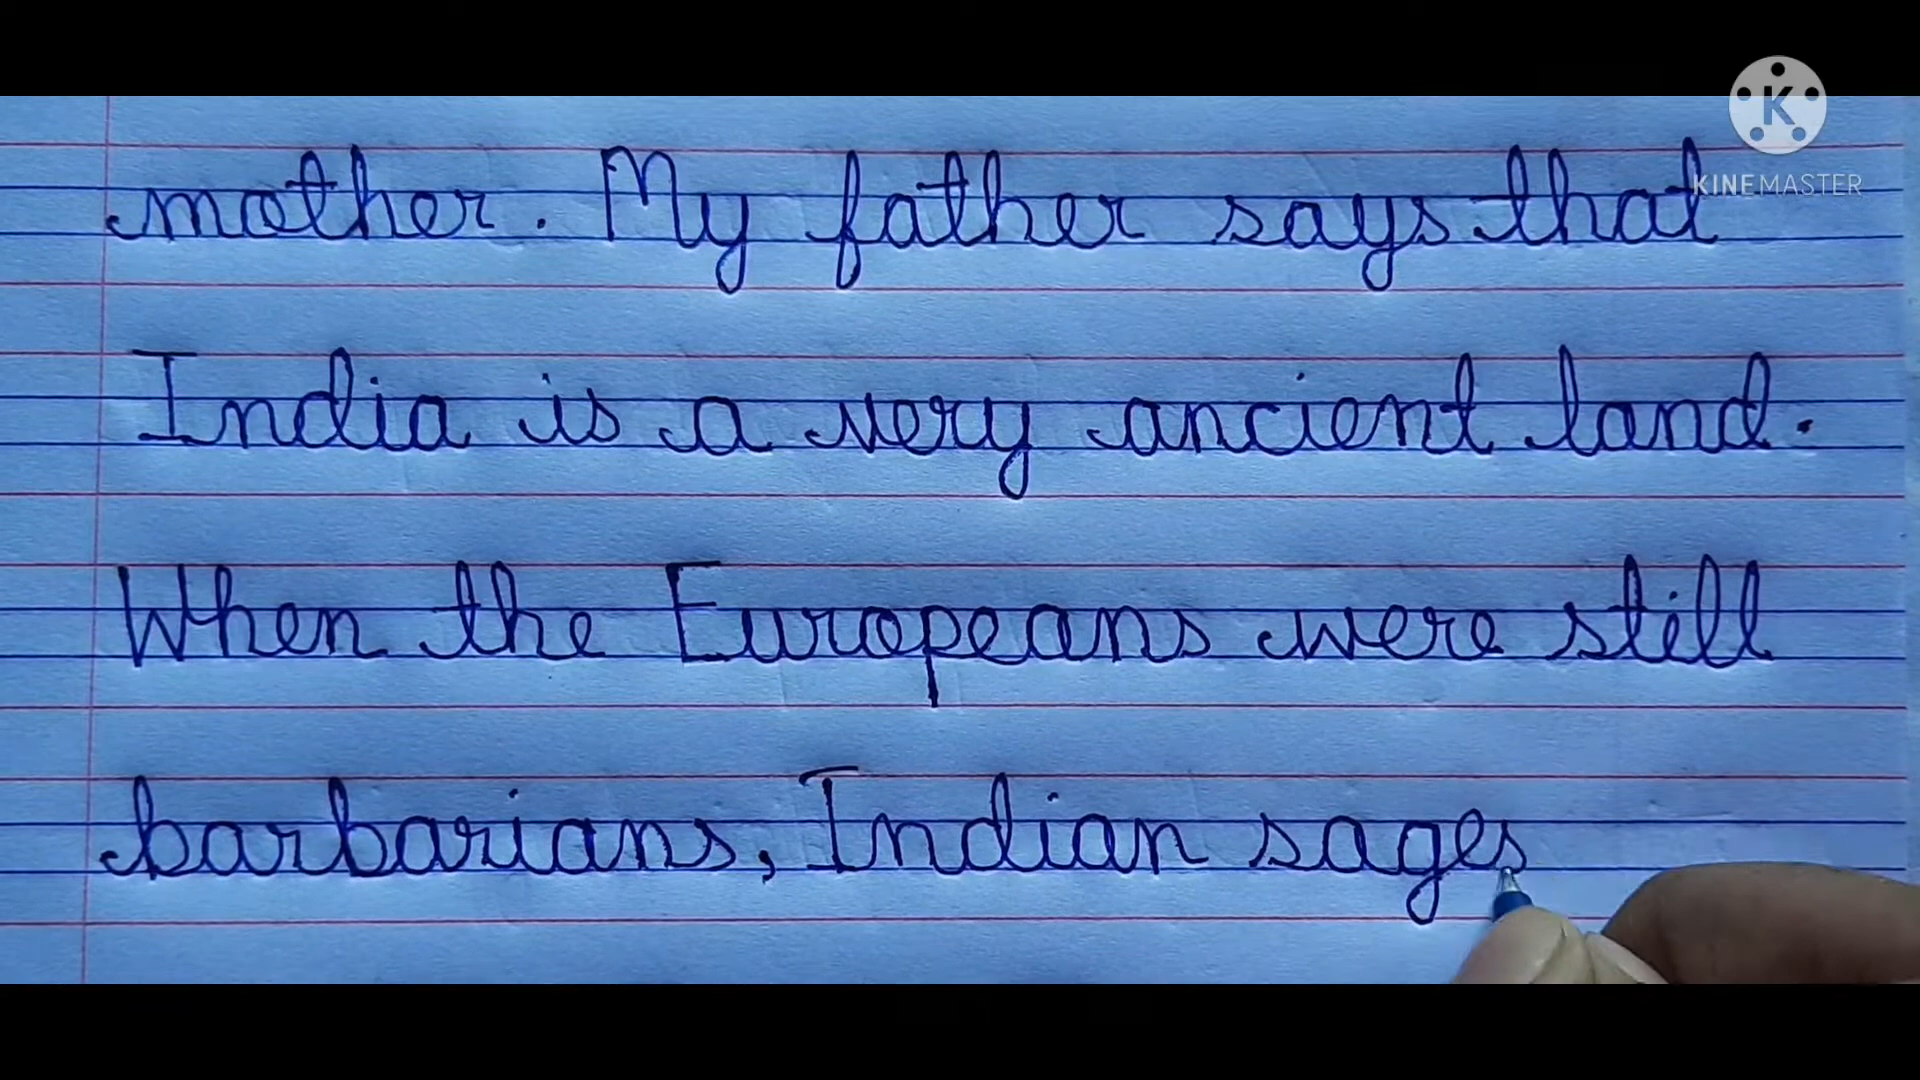 KINEMASTER
mother. My father says that
India is a very ancient land.
When the Europeans were still
barbarians, Indian sages